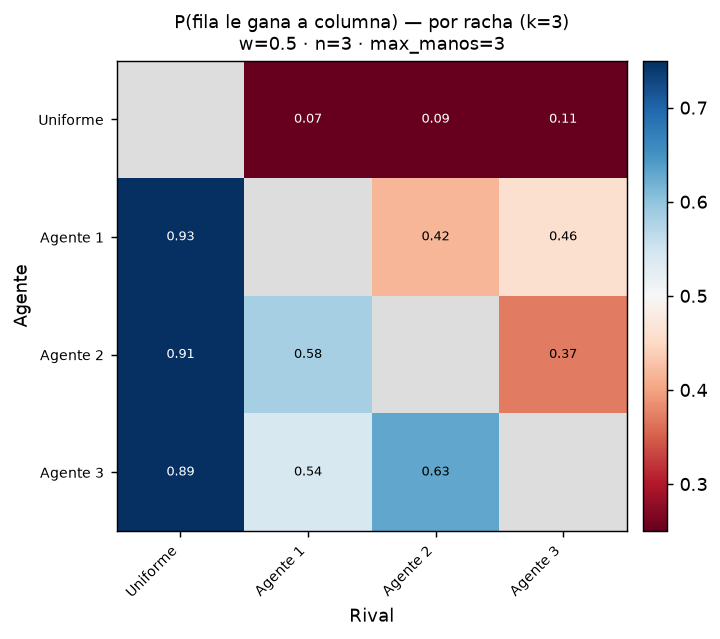 P(fila le gana a columna) — por racha (k=3)
w=0.5 · n=3 · max_manos=3
Uniforme
0.07 0.09 0.11
Agente 1
0.93 0.42 0.46
Agente 2
0.91 0.58 0.37
Agente 3
0.89 0.54 0.63
Agente
Uniforme
Agente 1
Agente 2
Agente 3
Rival
0.7
0.6
0.5
0.4
0.3